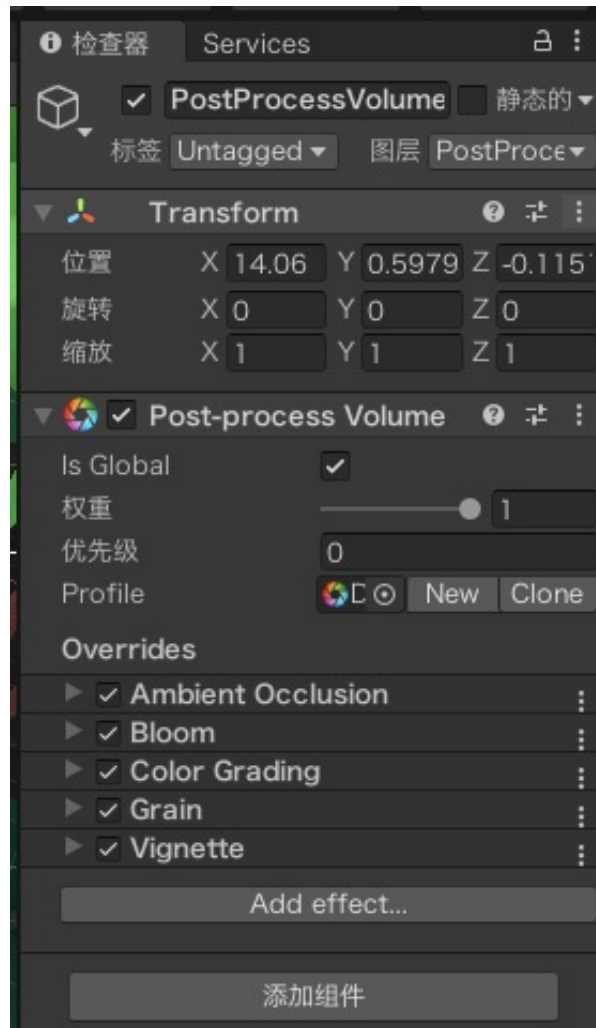 检查器 Services
PostProcessVolume 静态的
标签 Untagged 图层 PostProce
Transform
位置 X 14.06 Y 0.5979 Z -0.115
旋转 X 0 Y 0 Z 0
缩放 X 1 Y 1 Z 1
Post-process Volume
Is Global
权重 1
优先级 0
Profile D New Clone
Overrides
Ambient Occlusion
Bloom
Color Grading
Grain
Vignette
Add effect...
添加组件